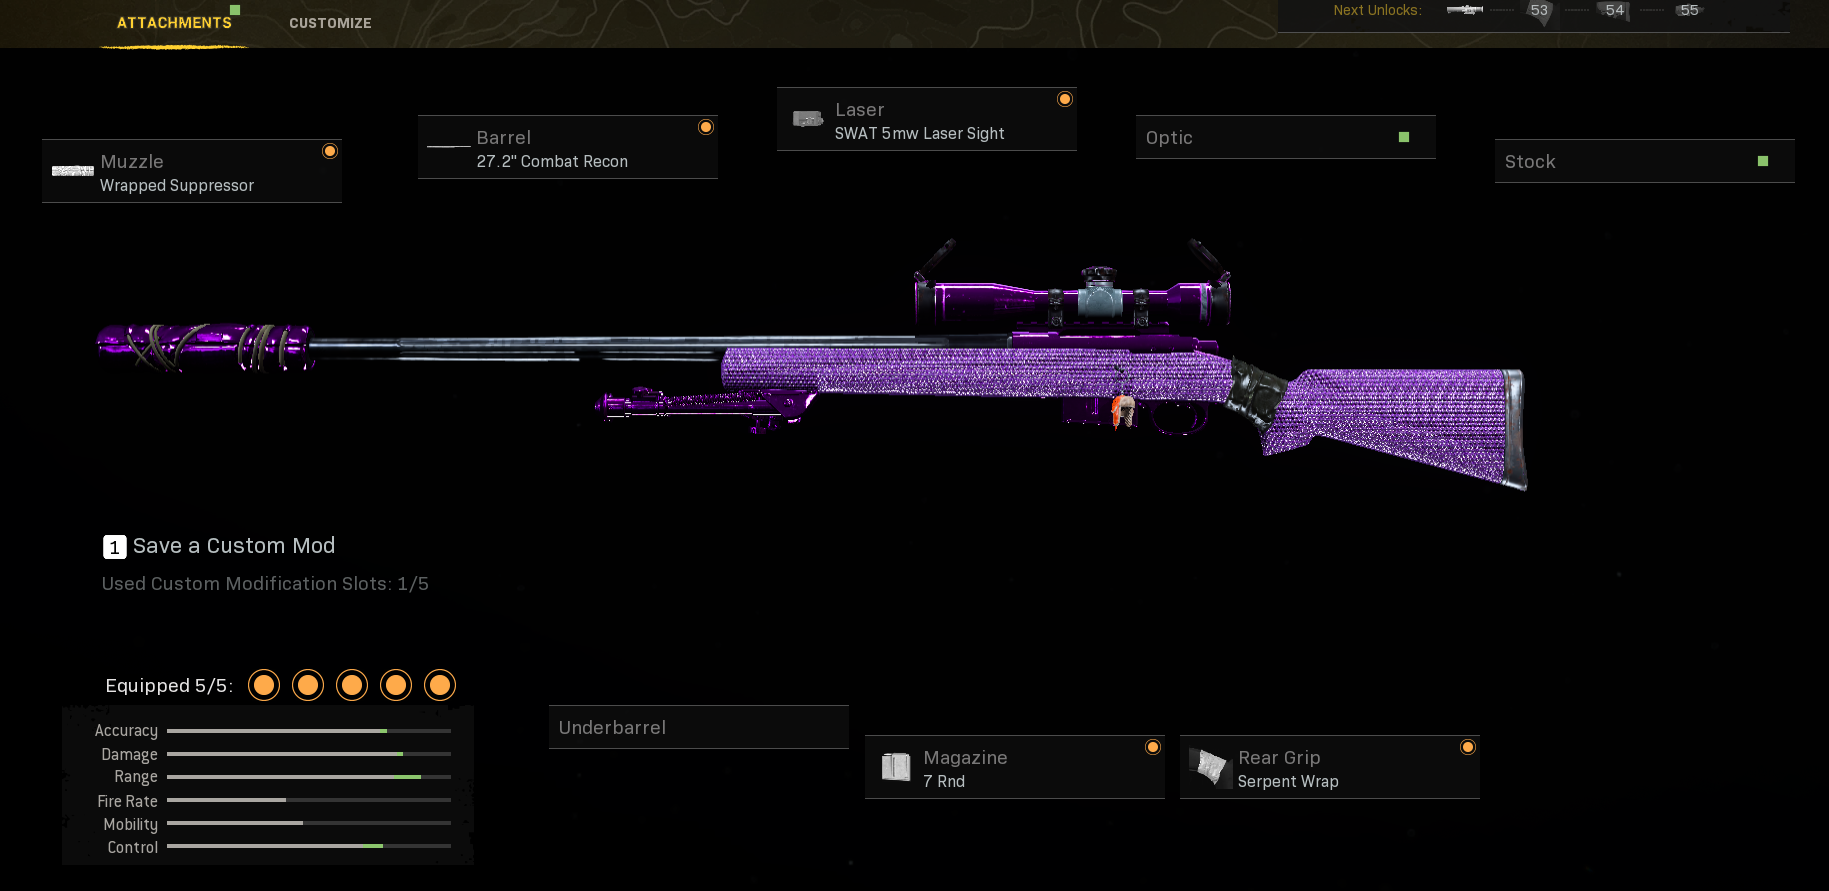 ATTACHMENTS
CUSTOMIZE
Next Unlocks:
53
54
55
Muzzle
Wrapped Suppressor
Barrel
27.2" Combat Recon
Laser
SWAT 5mw Laser Sight
Optic
Stock
1 Save a Custom Mod
Used Custom Modification Slots: 1/5
Equipped 5/5:
Accuracy
Damage
Range
Fire Rate
Mobility
Control
Underbarrel
Magazine
7 Rnd
Rear Grip
Serpent Wrap